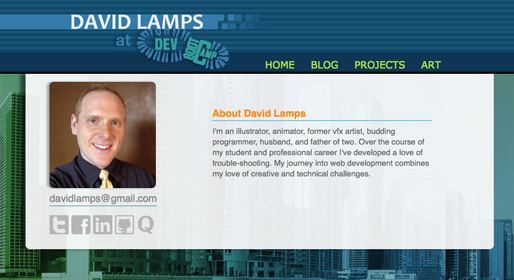 DAVID LAMPS
at DEV BOOTCAMP
HOME BLOG PROJECTS ART
About David Lamps
I'm an illustrator, animator, former vfx artist, budding
programmer, husband, and father of two. Over the course of
my student and professional career I've developed a love of
trouble-shooting. My journey into web development combines
my love of creative and technical challenges.
davidlamps@gmail.com